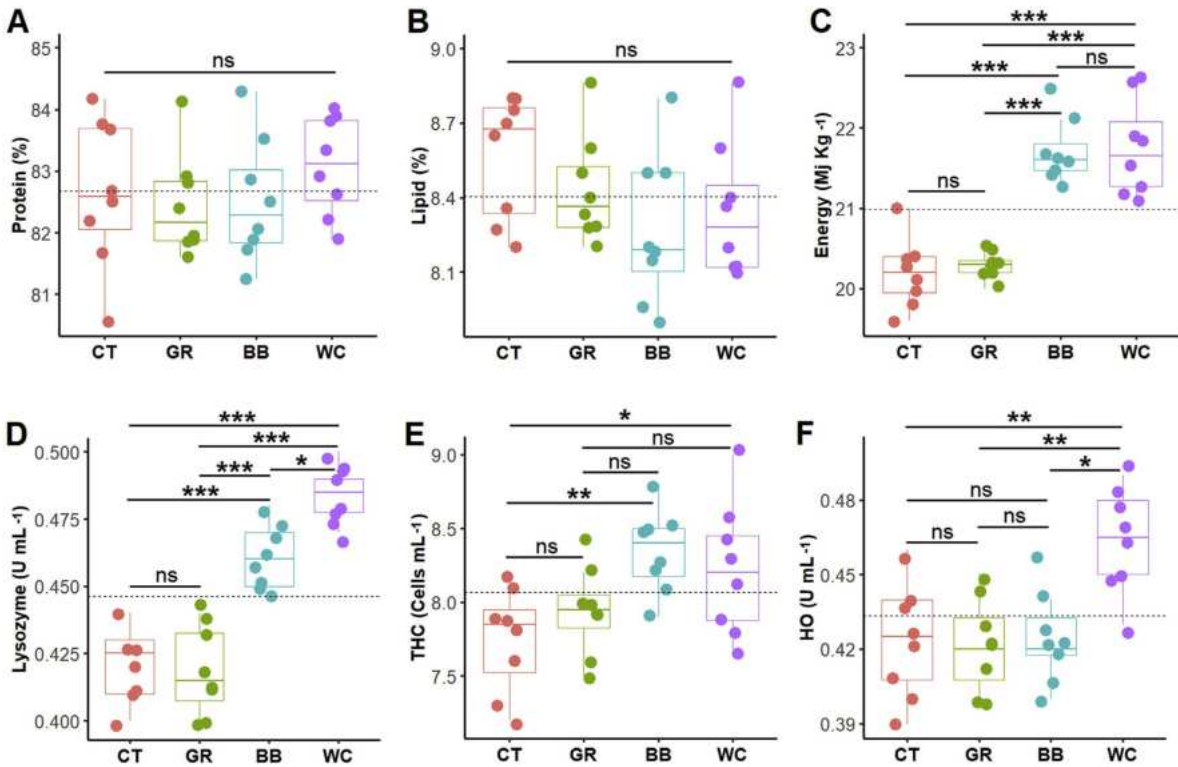 A
ns
Protein (%)
85
84
83
82
81
CT GR BB WC
B
ns
Lipid (%)
9.0
8.7
8.4
8.1
CT GR BB WC
C
***
***
*** ns
***
ns
Energy (Mj Kg⁻¹)
23
22
21
20
CT GR BB WC
D
***
***
*** *
***
ns
Lysozyme (U mL⁻¹)
0.500
0.475
0.450
0.425
0.400
CT GR BB WC
E
*
ns
ns
**
ns
THC (Cells mL⁻¹)
9.0
8.5
8.0
7.5
CT GR BB WC
F
**
**
*
ns
ns ns
HO (U mL⁻¹)
0.48
0.45
0.42
0.39
CT GR BB WC